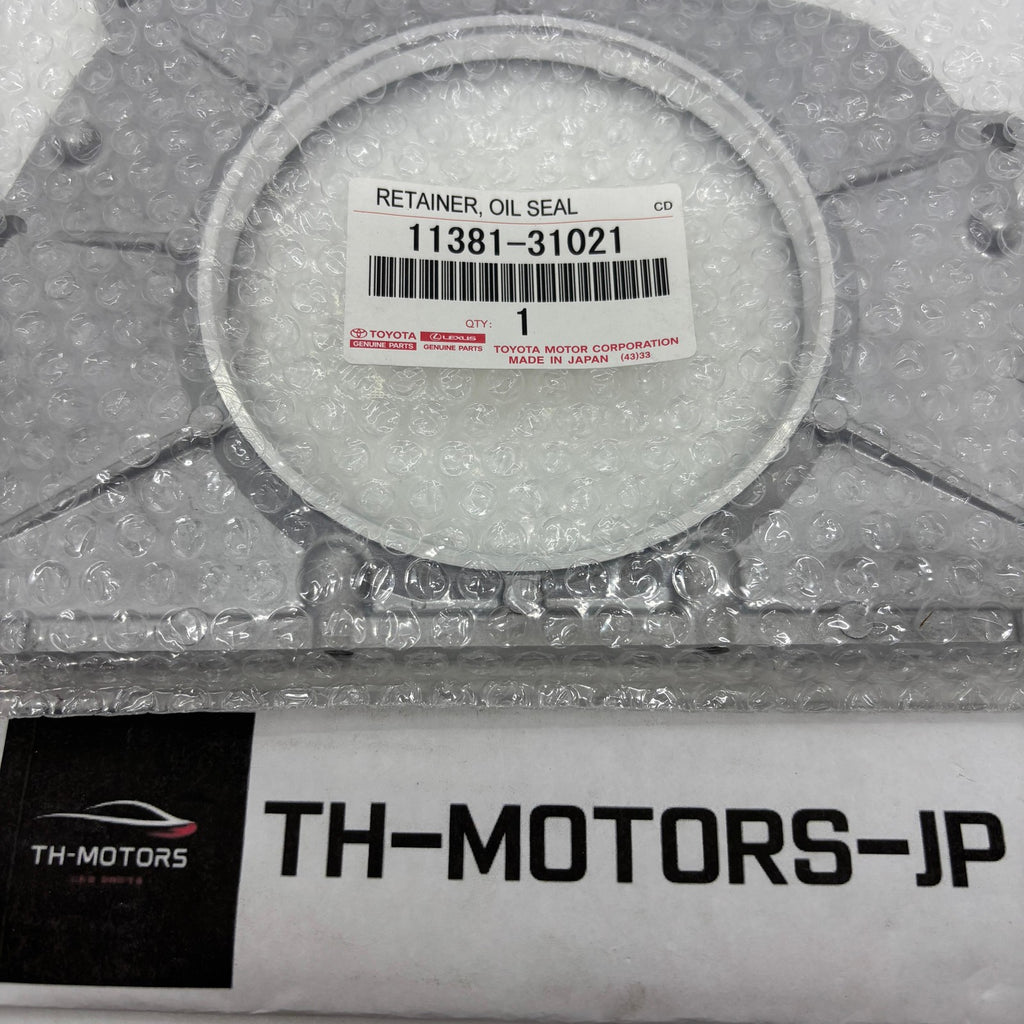 RETAINER, OIL SEAL CD
11381-31021
QTY: 1
TOYOTA LEXUS
GENUINE PARTS GENUINE PARTS
TOYOTA MOTOR CORPORATION
MADE IN JAPAN (43)33
TH-MOTORS
TH-MOTORS-JP